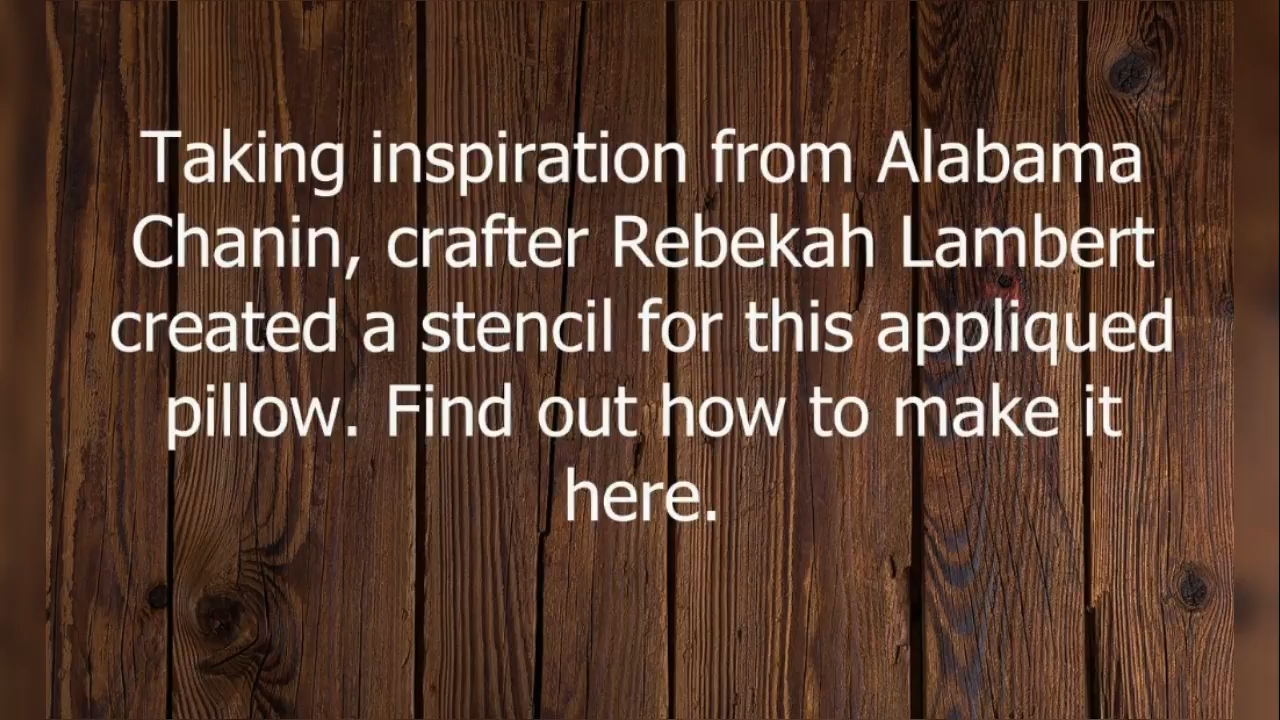 Taking inspiration from Alabama
Chanin, crafter Rebekah Lambert
created a stencil for this appliqued
pillow. Find out how to make it
here.